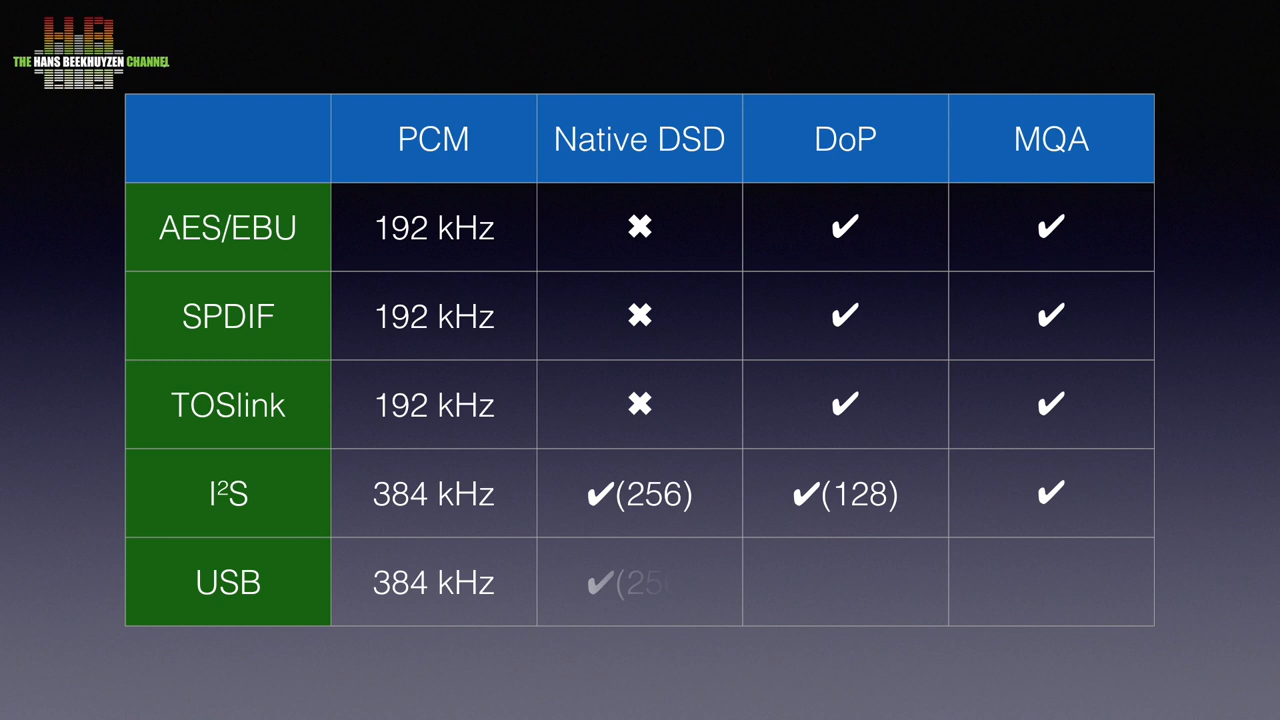 THE HANS BEEKHUYZEN CHANNEL
PCM Native DSD DoP MQA
AES/EBU 192 kHz ✖ ✔ ✔
SPDIF 192 kHz ✖ ✔ ✔
TOSlink 192 kHz ✖ ✔ ✔
I²S 384 kHz ✔(256) ✔(128) ✔
USB 384 kHz ✔(25